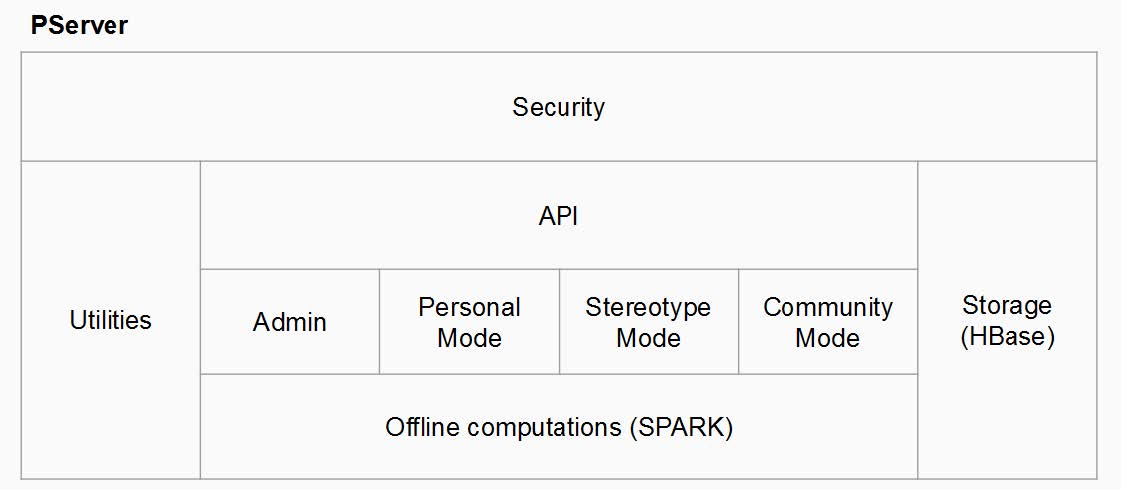 PServer
Security
API
Utilities
Admin
Personal
Mode
Stereotype
Mode
Community
Mode
Storage
(HBase)
Offline computations (SPARK)